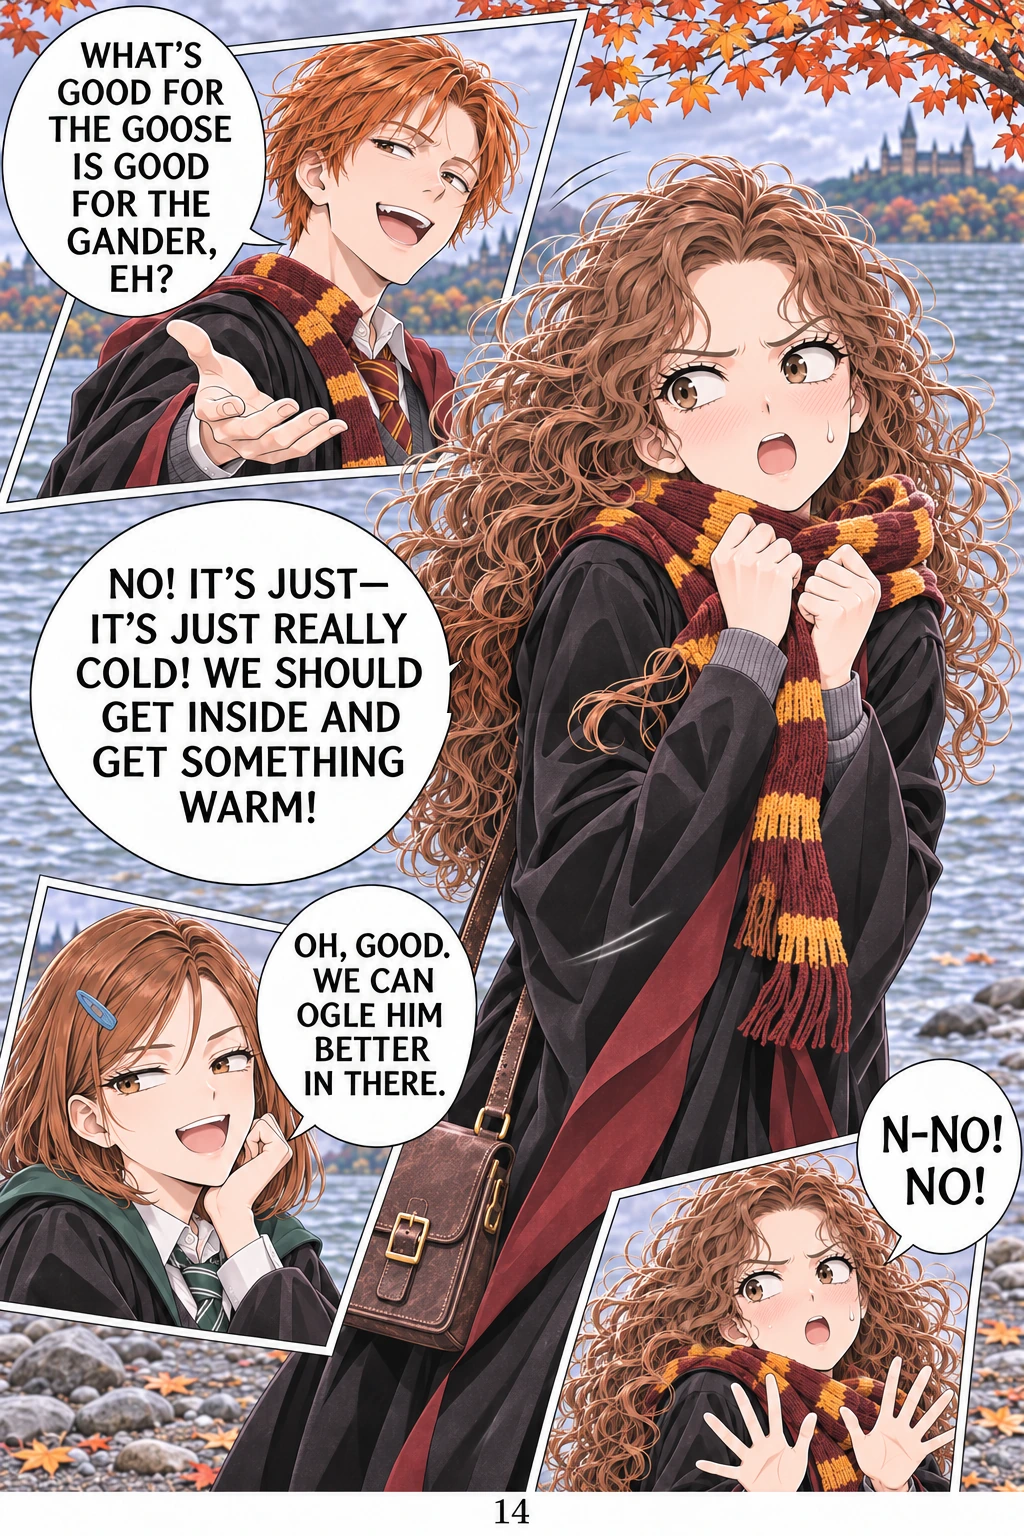 WHAT'S
GOOD FOR
THE GOOSE
IS GOOD
FOR THE
GANDER,
EH?
NO! IT'S JUST—
IT'S JUST REALLY
COLD! WE SHOULD
GET INSIDE AND
GET SOMETHING
WARM!
OH, GOOD.
WE CAN
OGLE HIM
BETTER
IN THERE.
N-NO!
NO!
14